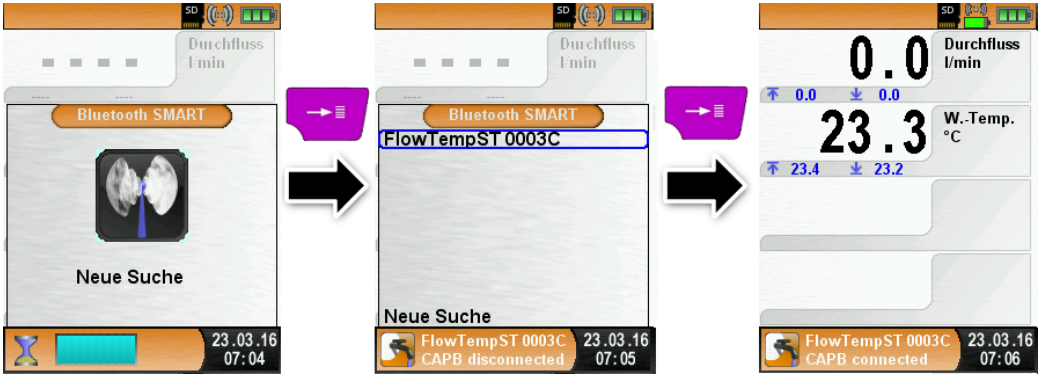 SD
Durchfluss
l/min
- - - -
---- ----
Bluetooth SMART
Neue Suche
23.03.16
07:04
SD
Durchfluss
l/min
- - - -
---- ----
Bluetooth SMART
FlowTempST 0003C
Neue Suche
FlowTempST 0003C
CAPB disconnected
23.03.16
07:05
SD
0.0 Durchfluss
l/min
0.0 0.0
23.3 W.-Temp.
°C
23.4 23.2
FlowTempST 0003C
CAPB connected
23.03.16
07:06